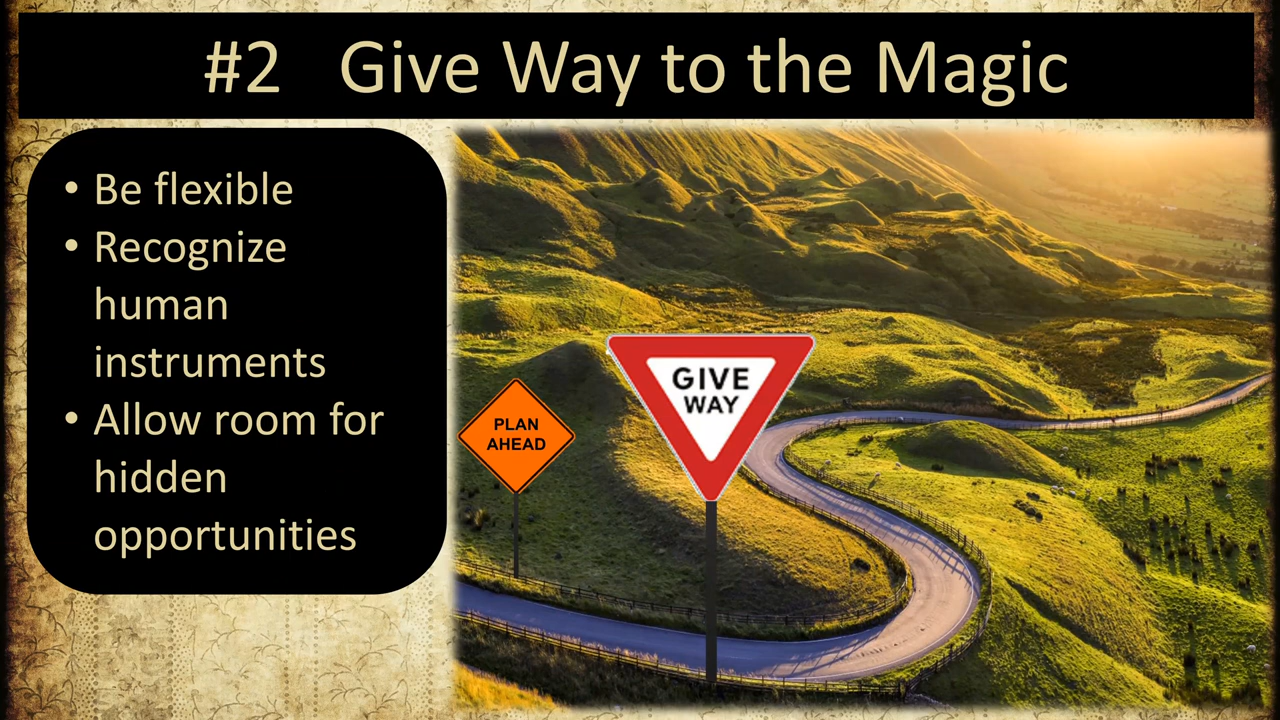 #2 Give Way to the Magic
• Be flexible
• Recognize
human
instruments
• Allow room for
hidden
opportunities
PLAN
AHEAD
GIVE
WAY